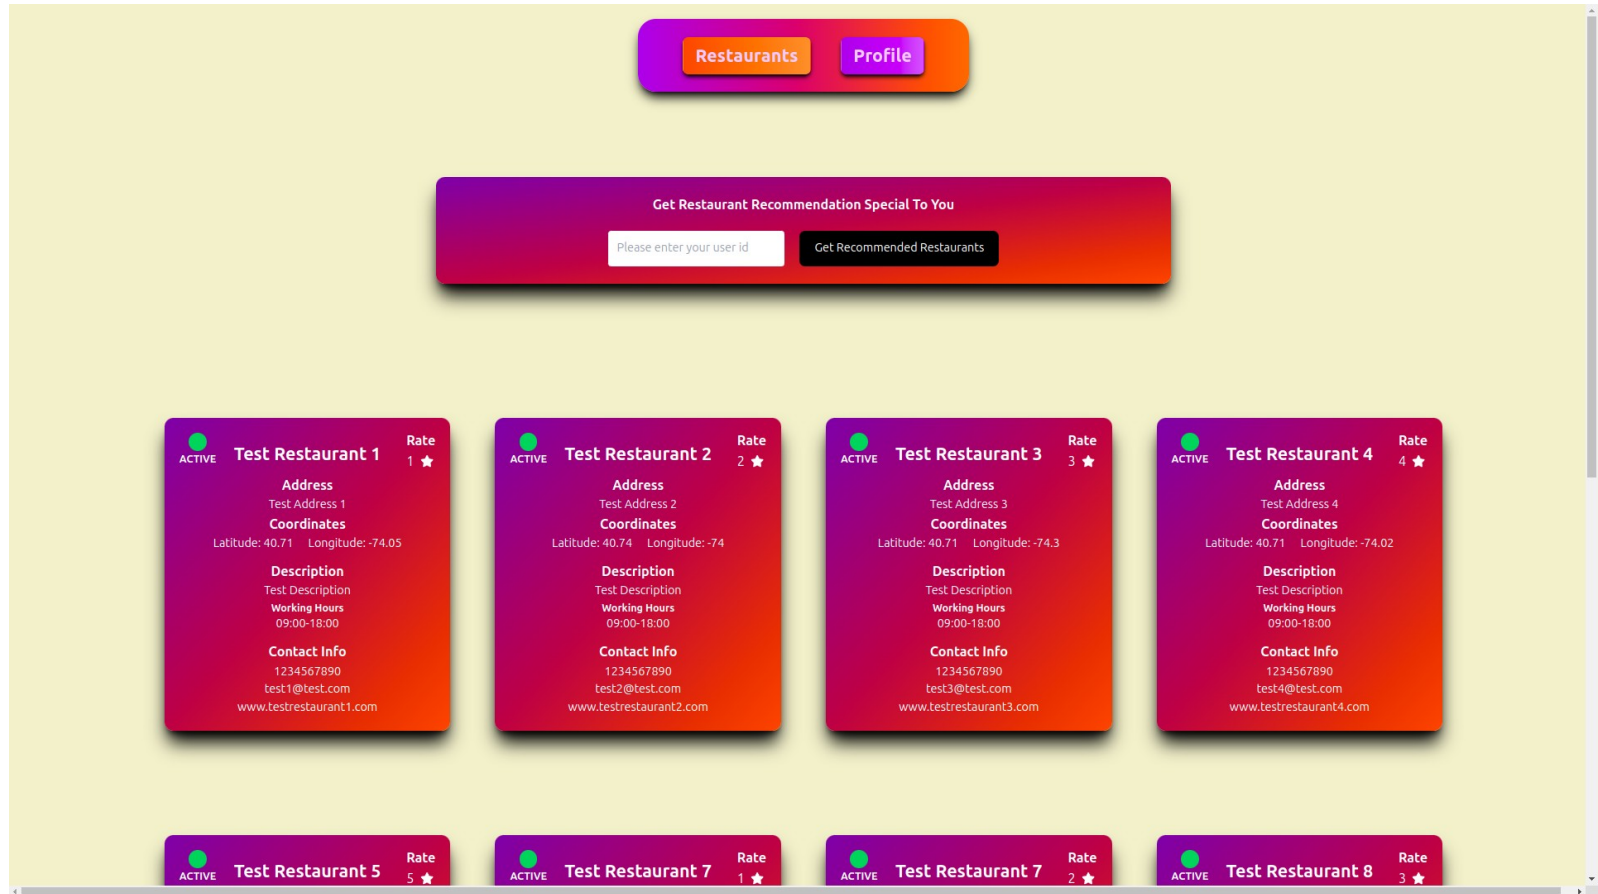 Restaurants Profile
Get Restaurant Recommendation Special To You
Please enter your user id Get Recommended Restaurants
ACTIVE
Test Restaurant 1
Rate
1
Address
Test Address 1
Coordinates
Latitude: 40.71 Longitude: -74.05
Description
Test Description
Working Hours
09:00-18:00
Contact Info
1234567890
test1@test.com
www.testrestaurant1.com
ACTIVE
Test Restaurant 2
Rate
2
Address
Test Address 2
Coordinates
Latitude: 40.74 Longitude: -74
Description
Test Description
Working Hours
09:00-18:00
Contact Info
1234567890
test2@test.com
www.testrestaurant2.com
ACTIVE
Test Restaurant 3
Rate
3
Address
Test Address 3
Coordinates
Latitude: 40.71 Longitude: -74.3
Description
Test Description
Working Hours
09:00-18:00
Contact Info
1234567890
test3@test.com
www.testrestaurant3.com
ACTIVE
Test Restaurant 4
Rate
4
Address
Test Address 4
Coordinates
Latitude: 40.71 Longitude: -74.02
Description
Test Description
Working Hours
09:00-18:00
Contact Info
1234567890
test4@test.com
www.testrestaurant4.com
ACTIVE
Test Restaurant 5
Rate
5
ACTIVE
Test Restaurant 7
Rate
1
ACTIVE
Test Restaurant 7
Rate
2
ACTIVE
Test Restaurant 8
Rate
3